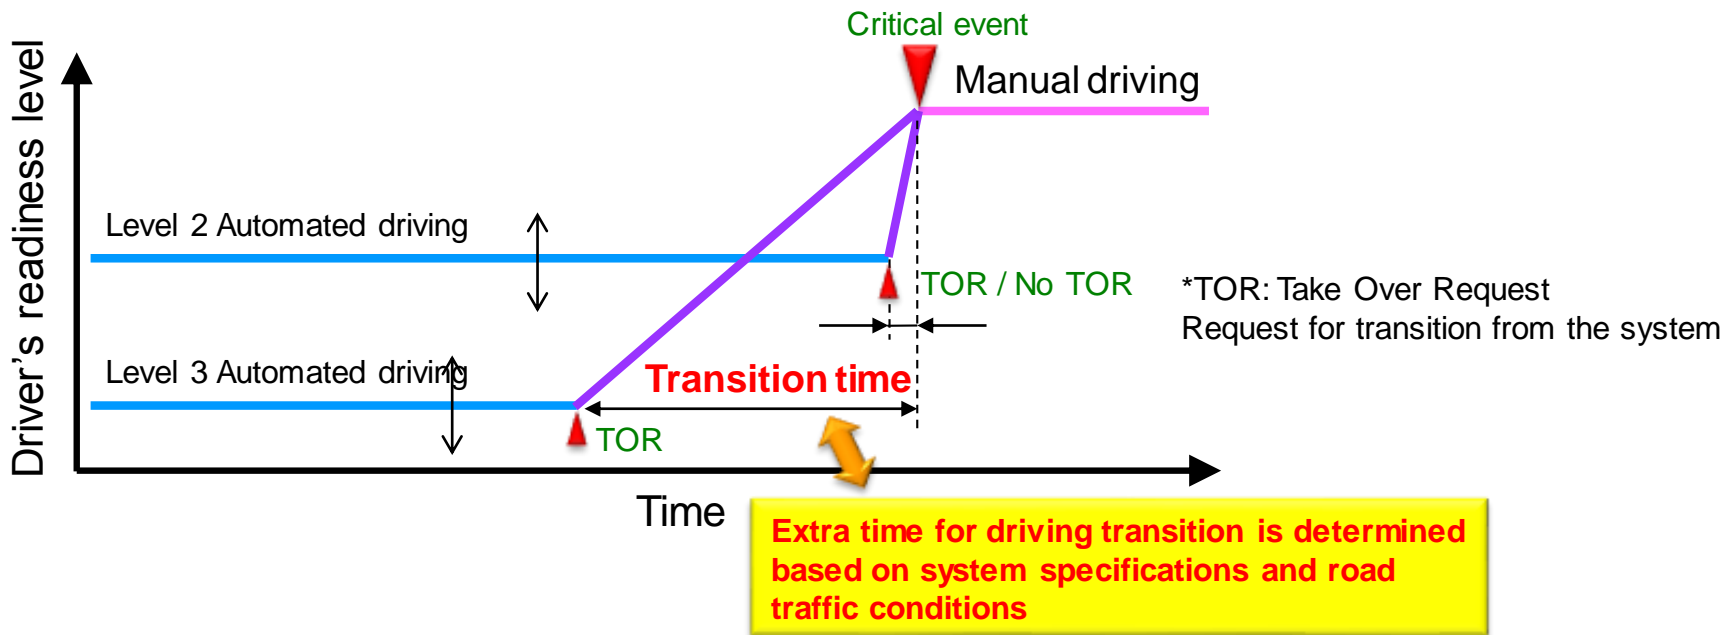 Critical event
Manual driving
Driver's readiness level
Level 2 Automated driving
TOR / No TOR
*TOR: Take Over Request
Request for transition from the system
Level 3 Automated driving
Transition time
TOR
Time
Extra time for driving transition is determined
based on system specifications and road
traffic conditions